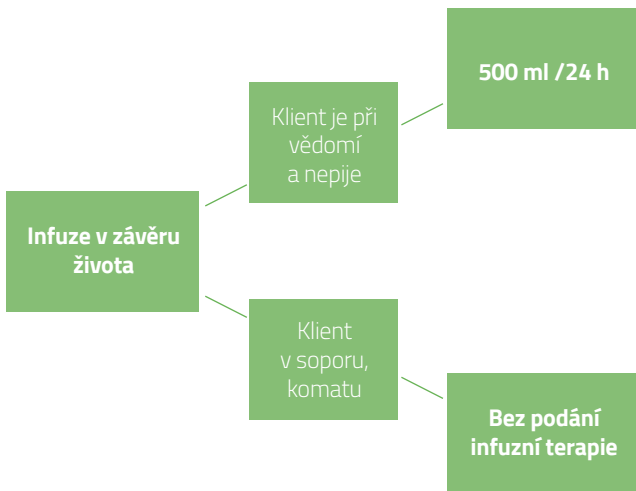 Infuze v závěru
života
Klient je při
vědomí
a nepije
500 ml /24 h
Klient
v soporu,
komatu
Bez podání
infuzní terapie